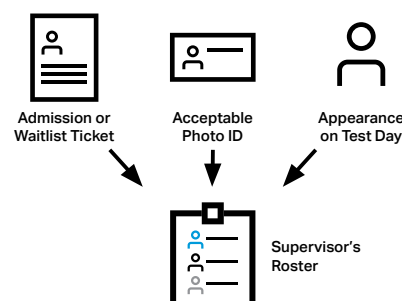 Admission or
Waitlist Ticket
Acceptable
Photo ID
Appearance
on Test Day
Supervisor's
Roster